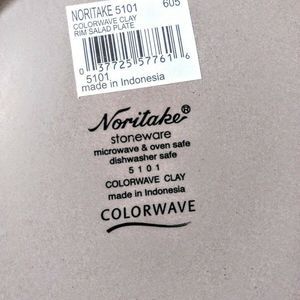 NORITAKE 5101 605
COLORWAVE CLAY
RIM SALAD PLATE
0 37725 57761 6
5101
made in Indonesia
Noritake®
stoneware
microwave & oven safe
dishwasher safe
5101
COLORWAVE CLAY
made in Indonesia
COLORWAVE